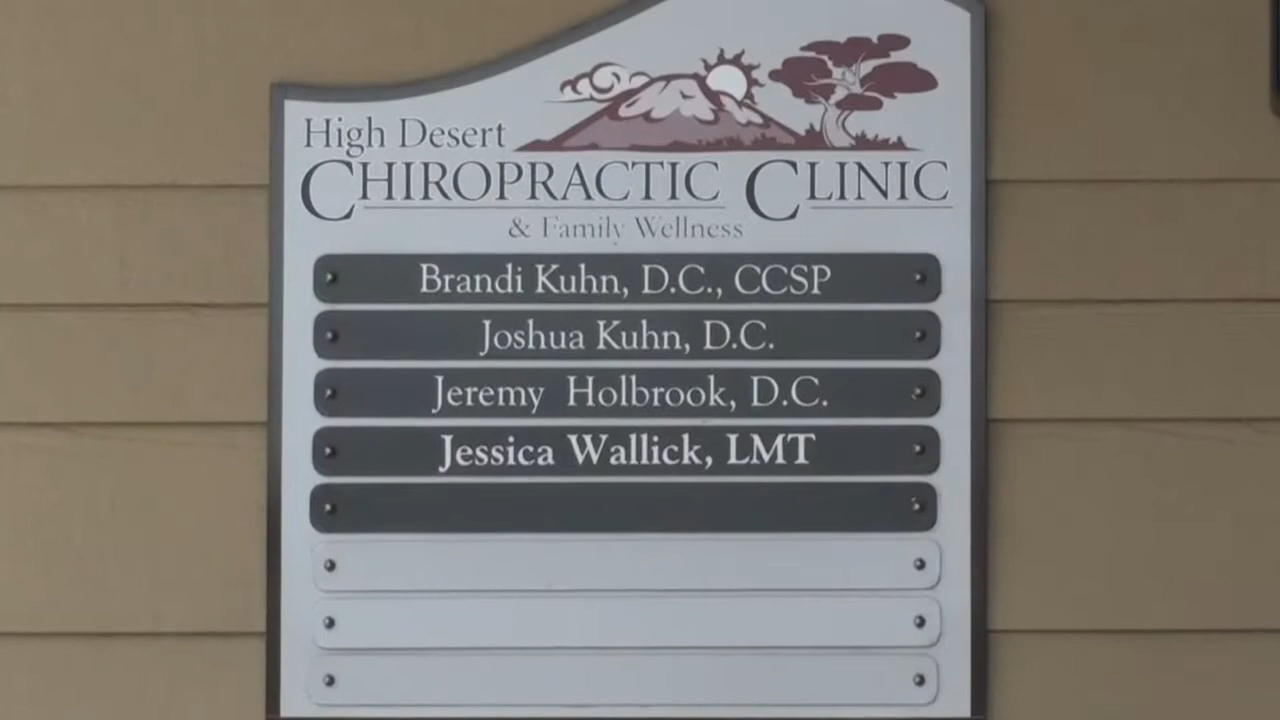 High Desert
CHIROPRACTIC CLINIC
& Family Wellness
Brandi Kuhn, D.C., CCSP
Joshua Kuhn, D.C.
Jeremy Holbrook, D.C.
Jessica Wallick, LMT